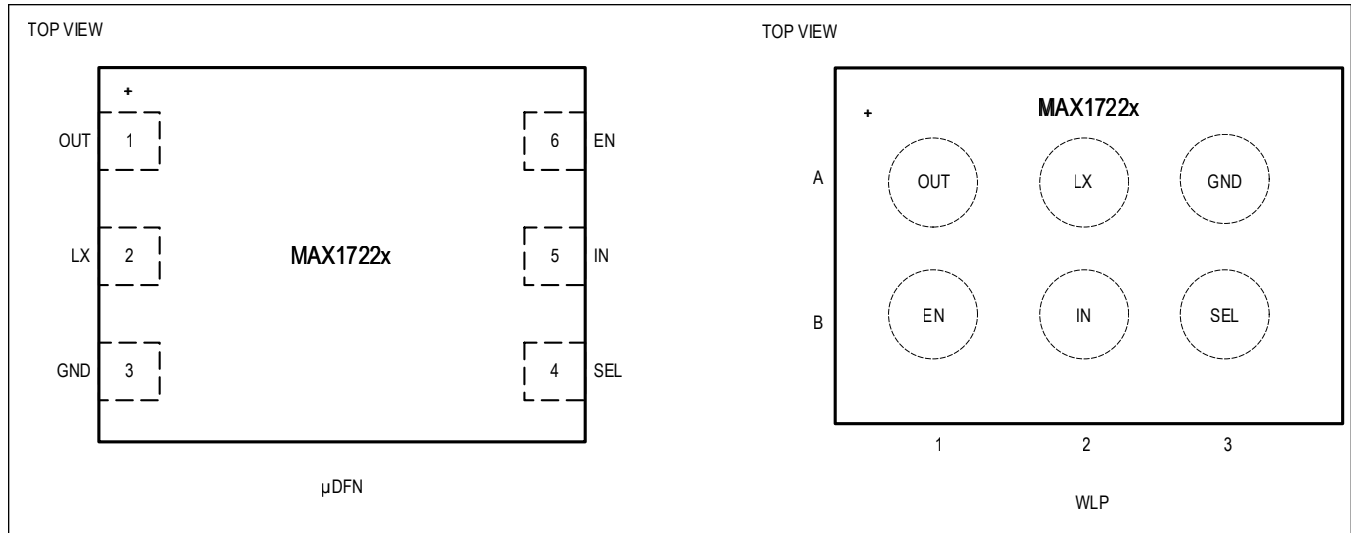 TOP VIEW
+
OUT 1
6 EN
LX 2
MAX1722x
5 IN
GND 3
4 SEL
µDFN
TOP VIEW
+
MAX1722x
A
OUT
LX
GND
B
EN
IN
SEL
1 2 3
WLP